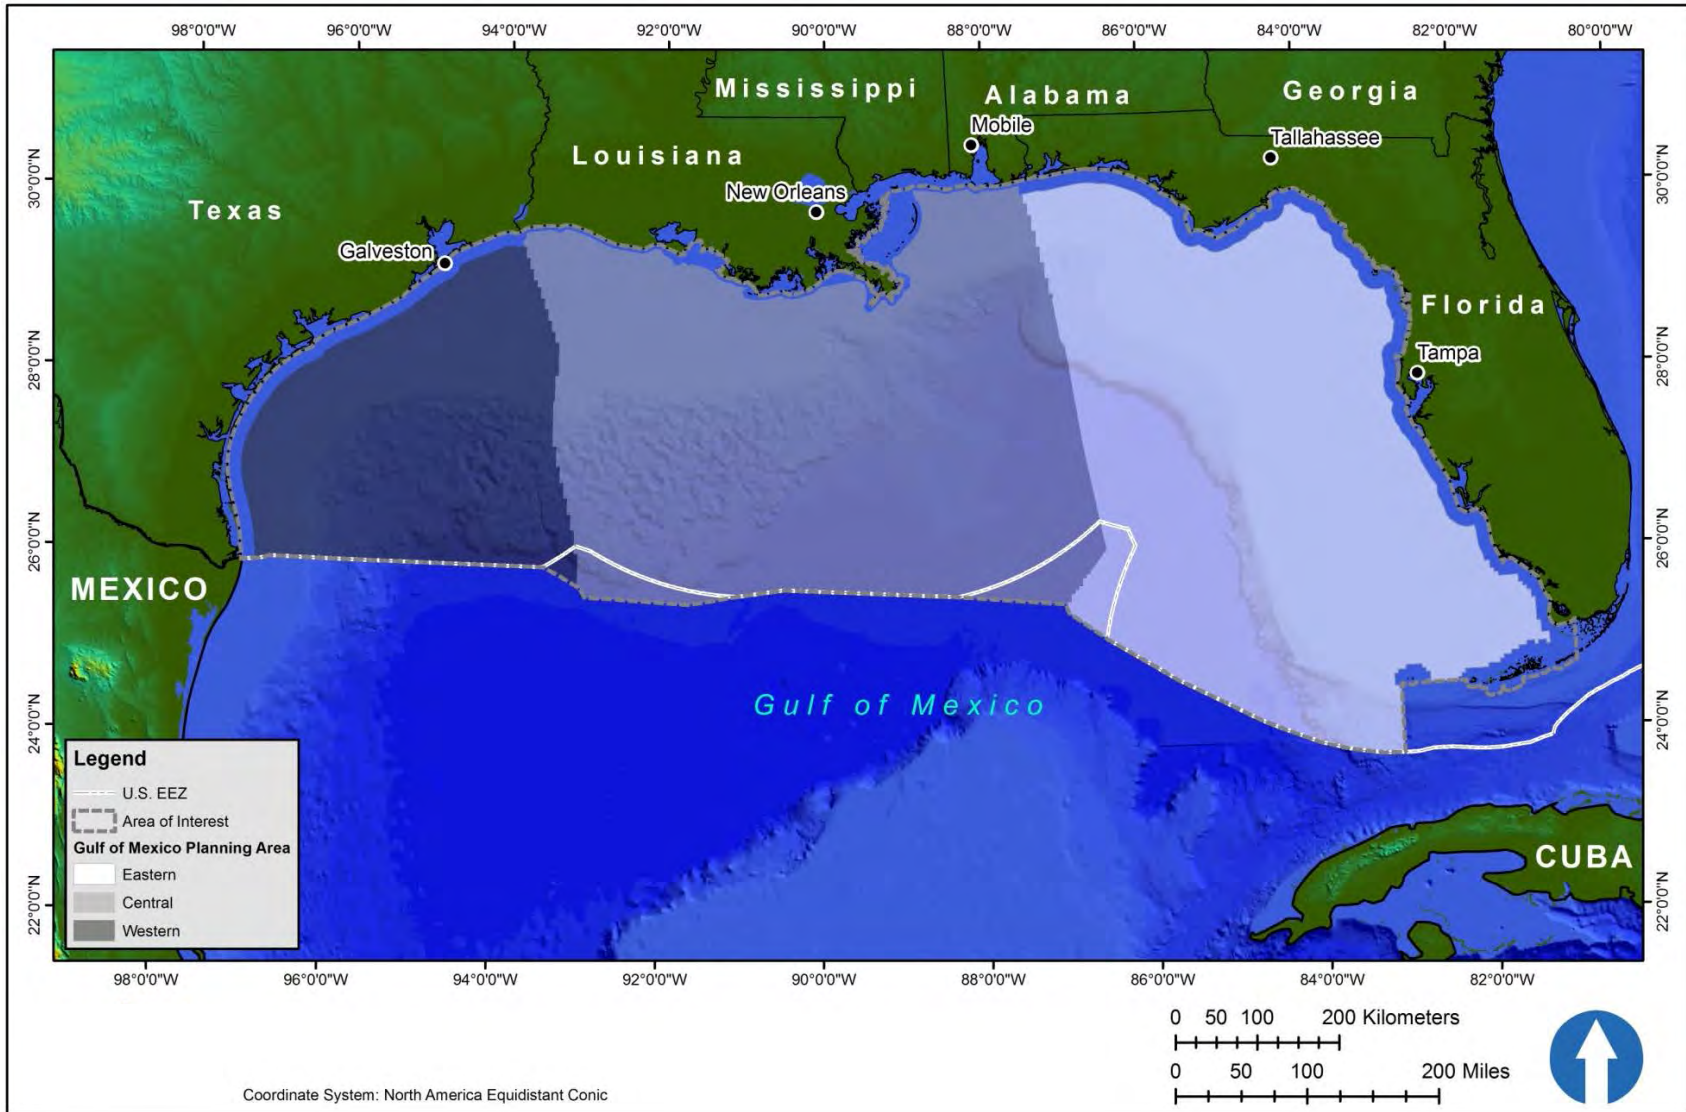 98°0'0"W 96°0'0"W 94°0'0"W 92°0'0"W 90°0'0"W 88°0'0"W 86°0'0"W 84°0'0"W 82°0'0"W 80°0'0"W
Mississippi
Alabama
Georgia
Mobile
Tallahassee
Louisiana
New Orleans
Texas
Galveston
Florida
Tampa
30°0'0"N
28°0'0"N
26°0'0"N
24°0'0"N
22°0'0"N
30°0'0"N
28°0'0"N
26°0'0"N
24°0'0"N
22°0'0"N
MEXICO
Gulf of Mexico
CUBA
Legend
U.S. EEZ
Area of Interest
Gulf of Mexico Planning Area
Eastern
Central
Western
98°0'0"W 96°0'0"W 94°0'0"W 92°0'0"W 90°0'0"W 88°0'0"W 86°0'0"W 84°0'0"W 82°0'0"W
0 50 100 200 Kilometers
0 50 100 200 Miles
Coordinate System: North America Equidistant Conic